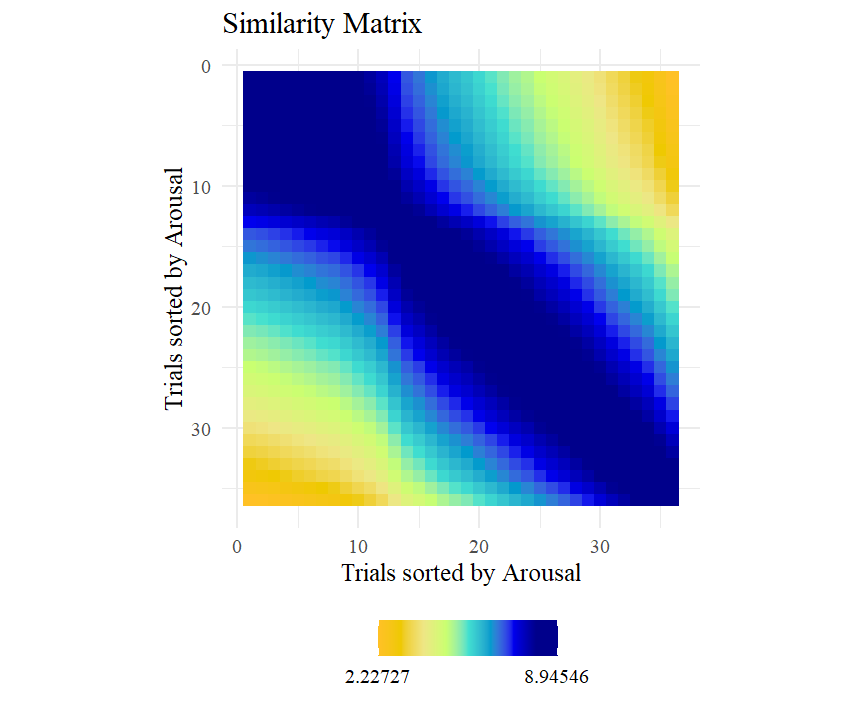 Similarity Matrix
0
10
20
30
Trials sorted by Arousal
0 10 20 30
Trials sorted by Arousal
2.22727 8.94546